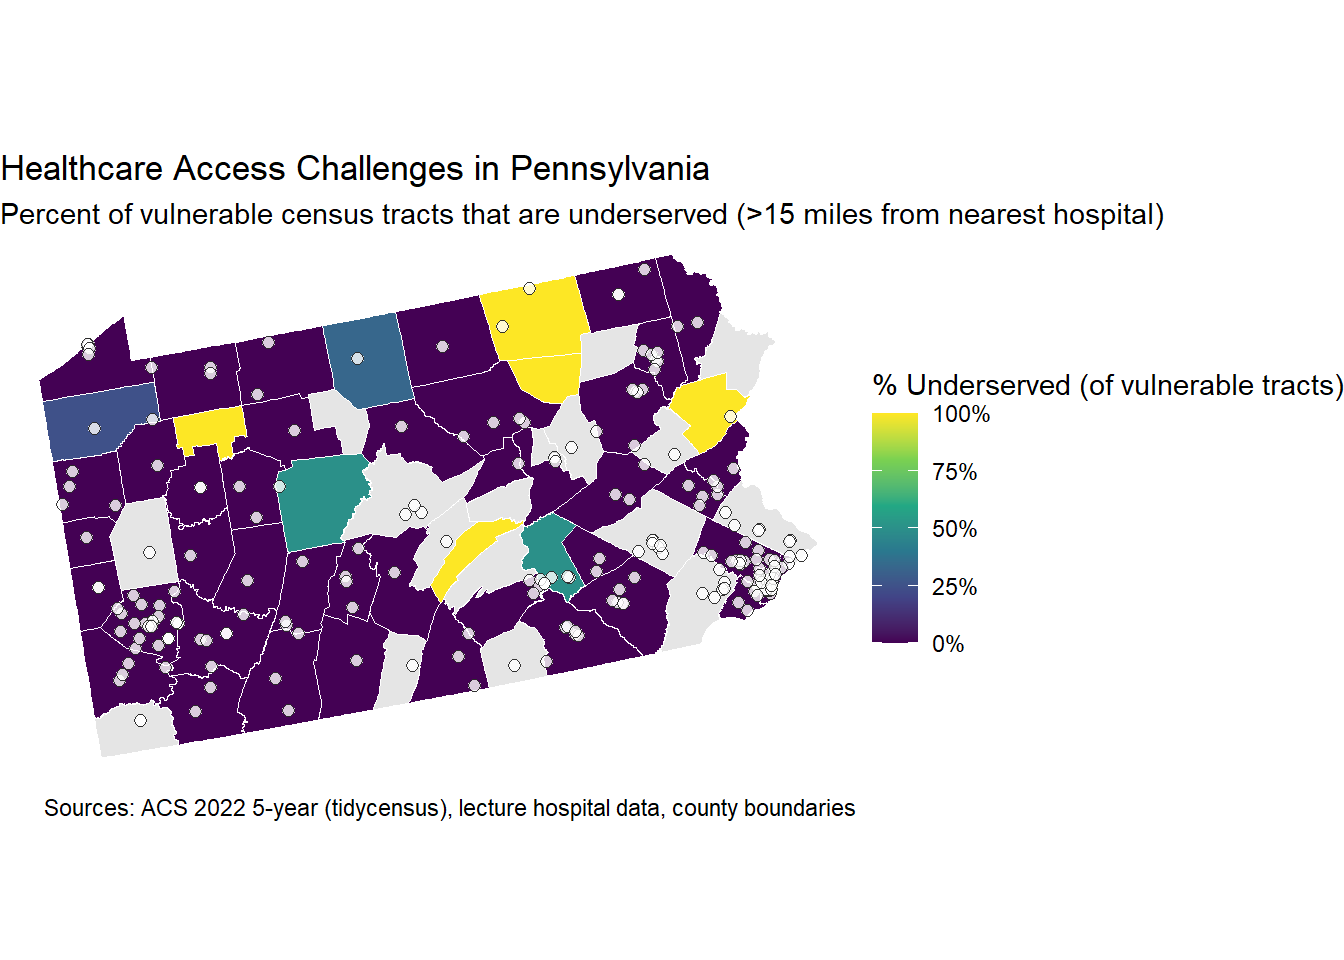 Healthcare Access Challenges in Pennsylvania
Percent of vulnerable census tracts that are underserved (>15 miles from nearest hospital)
% Underserved (of vulnerable tracts)
100%
75%
50%
25%
0%
Sources: ACS 2022 5-year (tidycensus), lecture hospital data, county boundaries